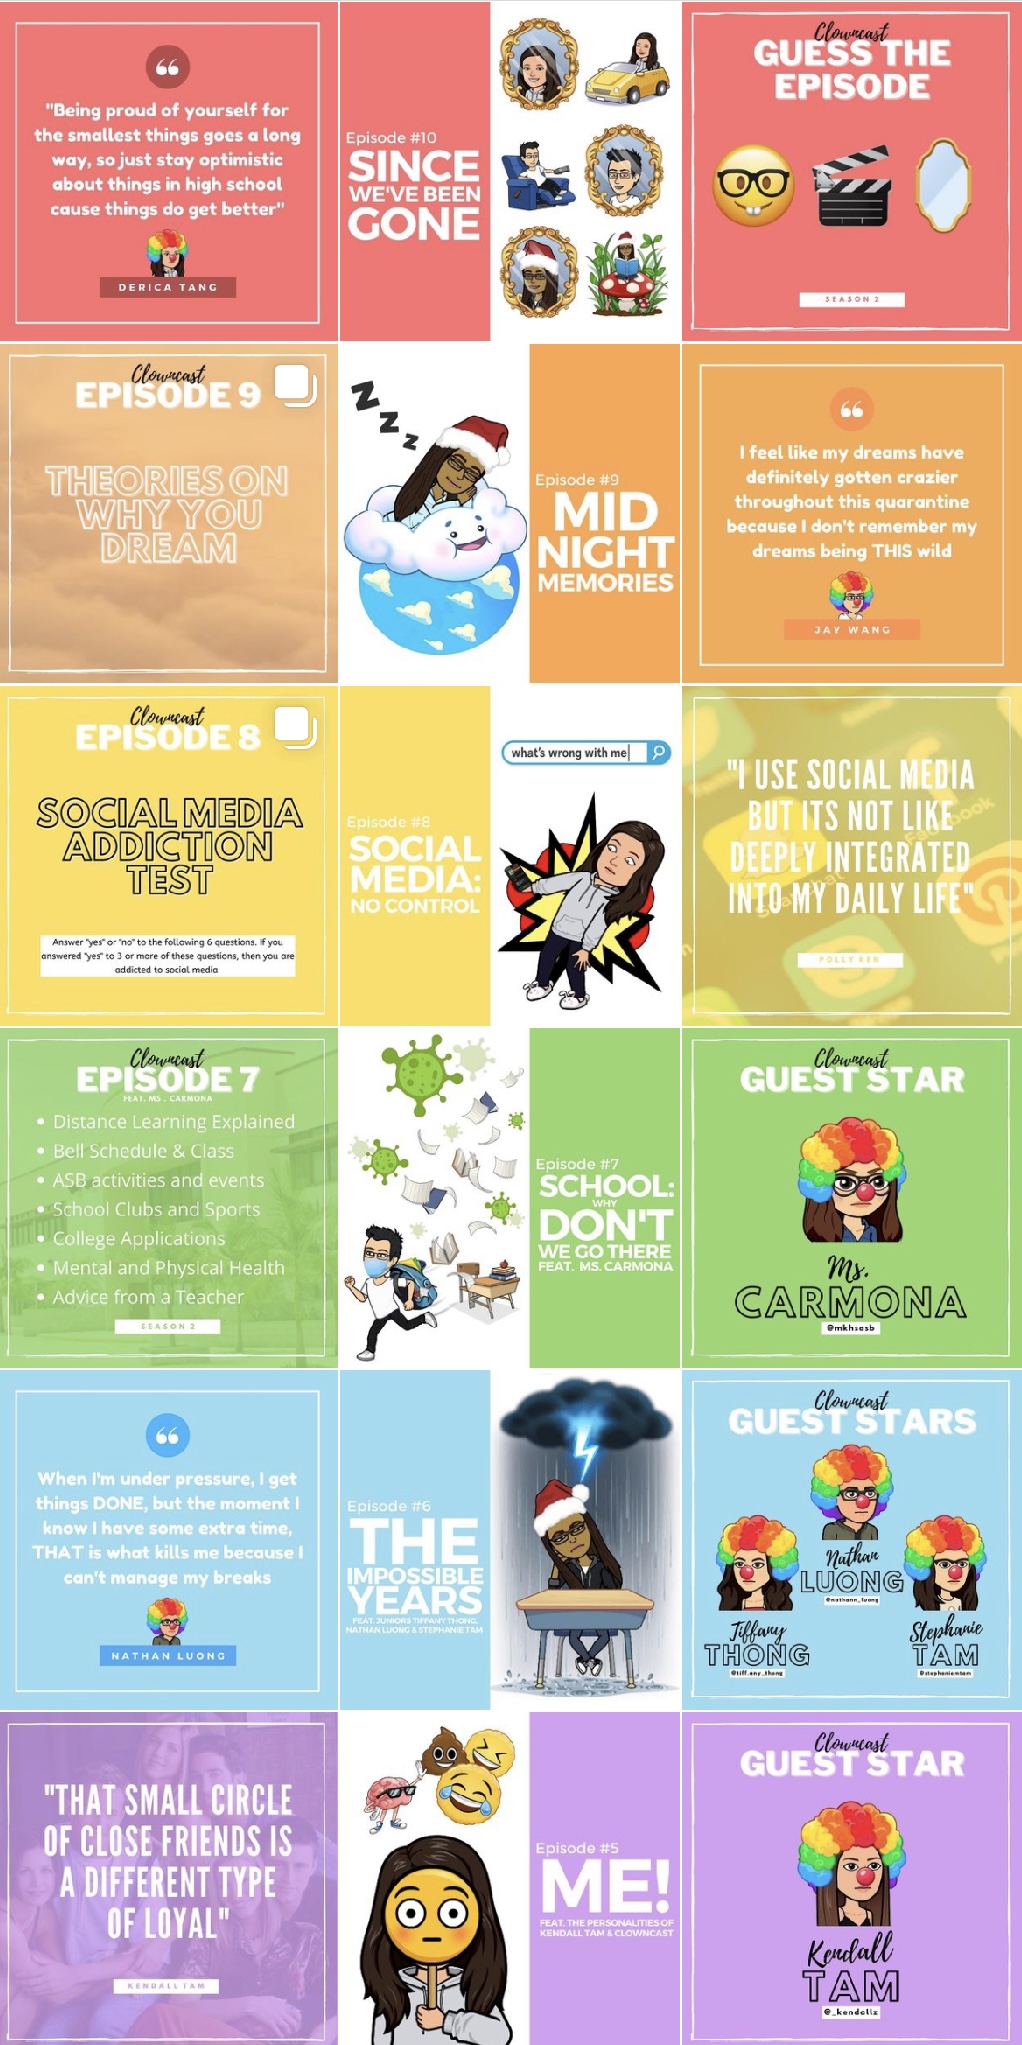 "Being proud of yourself for
the smallest things goes a long
way, so just stay optimistic
about things in high school
cause things do get better"
DERICA TANG
Episode #10
SINCE
WE'VE BEEN
GONE
Clowncast
GUESS THE
EPISODE
SEASON 2
Clowncast
EPISODE 9
THEORIES ON
WHY YOU
DREAM
Z
Z
Z
Episode #9
MID
NIGHT
MEMORIES
I feel like my dreams have
definitely gotten crazier
throughout this quarantine
because I don't remember my
dreams being THIS wild
JAY WANG
Clowncast
EPISODE 8
SOCIAL MEDIA
ADDICTION
TEST
Answer "yes" or "no" to the following 6 questions. If you
answered "yes" to 3 or more of these questions, then you are
addicted to social media
Episode #8
SOCIAL
MEDIA:
NO CONTROL
what's wrong with me
"I USE SOCIAL MEDIA
BUT ITS NOT LIKE
DEEPLY INTEGRATED
INTO MY DAILY LIFE"
POLLY REN
Facebook
Snapchat
Clowncast
EPISODE 7
FEAT. MS. CARMONA
• Distance Learning Explained
• Bell Schedule & Class
• ASB activities and events
• School Clubs and Sports
• College Applications
• Mental and Physical Health
• Advice from a Teacher
SEASON 2
Episode #7
SCHOOL:
WHY
DON'T
WE GO THERE
FEAT. MS. CARMONA
Clowncast
GUEST STAR
Ms.
CARMONA
@mkhsasb
When I'm under pressure, I get
things DONE, but the moment I
know I have some extra time,
THAT is what kills me because I
can't manage my breaks
NATHAN LUONG
Episode #6
THE
IMPOSSIBLE
YEARS
FEAT. JUNIORS TIFFANY THONG,
NATHAN LUONG & STEPHANIE TAM
Clowncast
GUEST STARS
Nathan
LUONG
@nathann_luong
Tiffany
THONG
@tiff.any_thong
Stephanie
TAM
@stephaniemtam
"THAT SMALL CIRCLE
OF CLOSE FRIENDS IS
A DIFFERENT TYPE
OF LOYAL"
KENDALL TAM
Episode #5
ME!
FEAT. THE PERSONALITIES OF
KENDALL TAM & CLOWNCAST
Clowncast
GUEST STAR
Kendall
TAM
@_kendallz